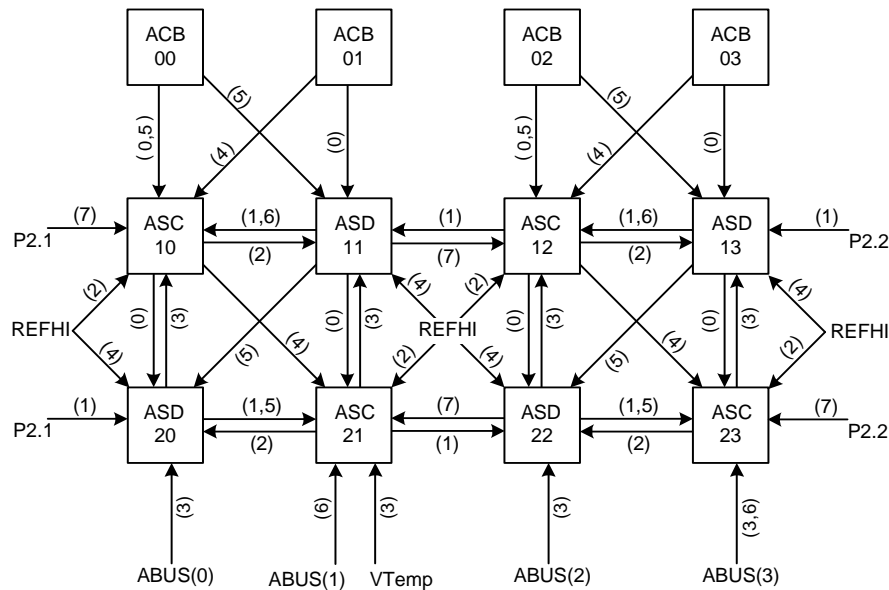 ACB ACB ACB ACB
00 01 02 03
(5) (5)
( 0,5 ) (4) (0) ( 0,5 ) (4) (0)
(7) ASC (1,6) ASD (1) ASC (1,6) ASD (1)
P2.1 10 (2) 11 (7) 12 (2) 13 P2.2
(2) (4) (2) (4)
REFHI (0) (3) (0) (3) REFHI (0) (3) (0) (3) REFHI
(4) (5) (4) (2) (4) (5) (4) (2)
(1) ASD (1,5) ASC (7) ASD (1,5) ASC (7)
P2.1 20 (2) 21 (1) 22 (2) 23 P2.2
(3) (6) (3) (3) (3,6)
ABUS(0) ABUS(1) VTemp ABUS(2) ABUS(3)